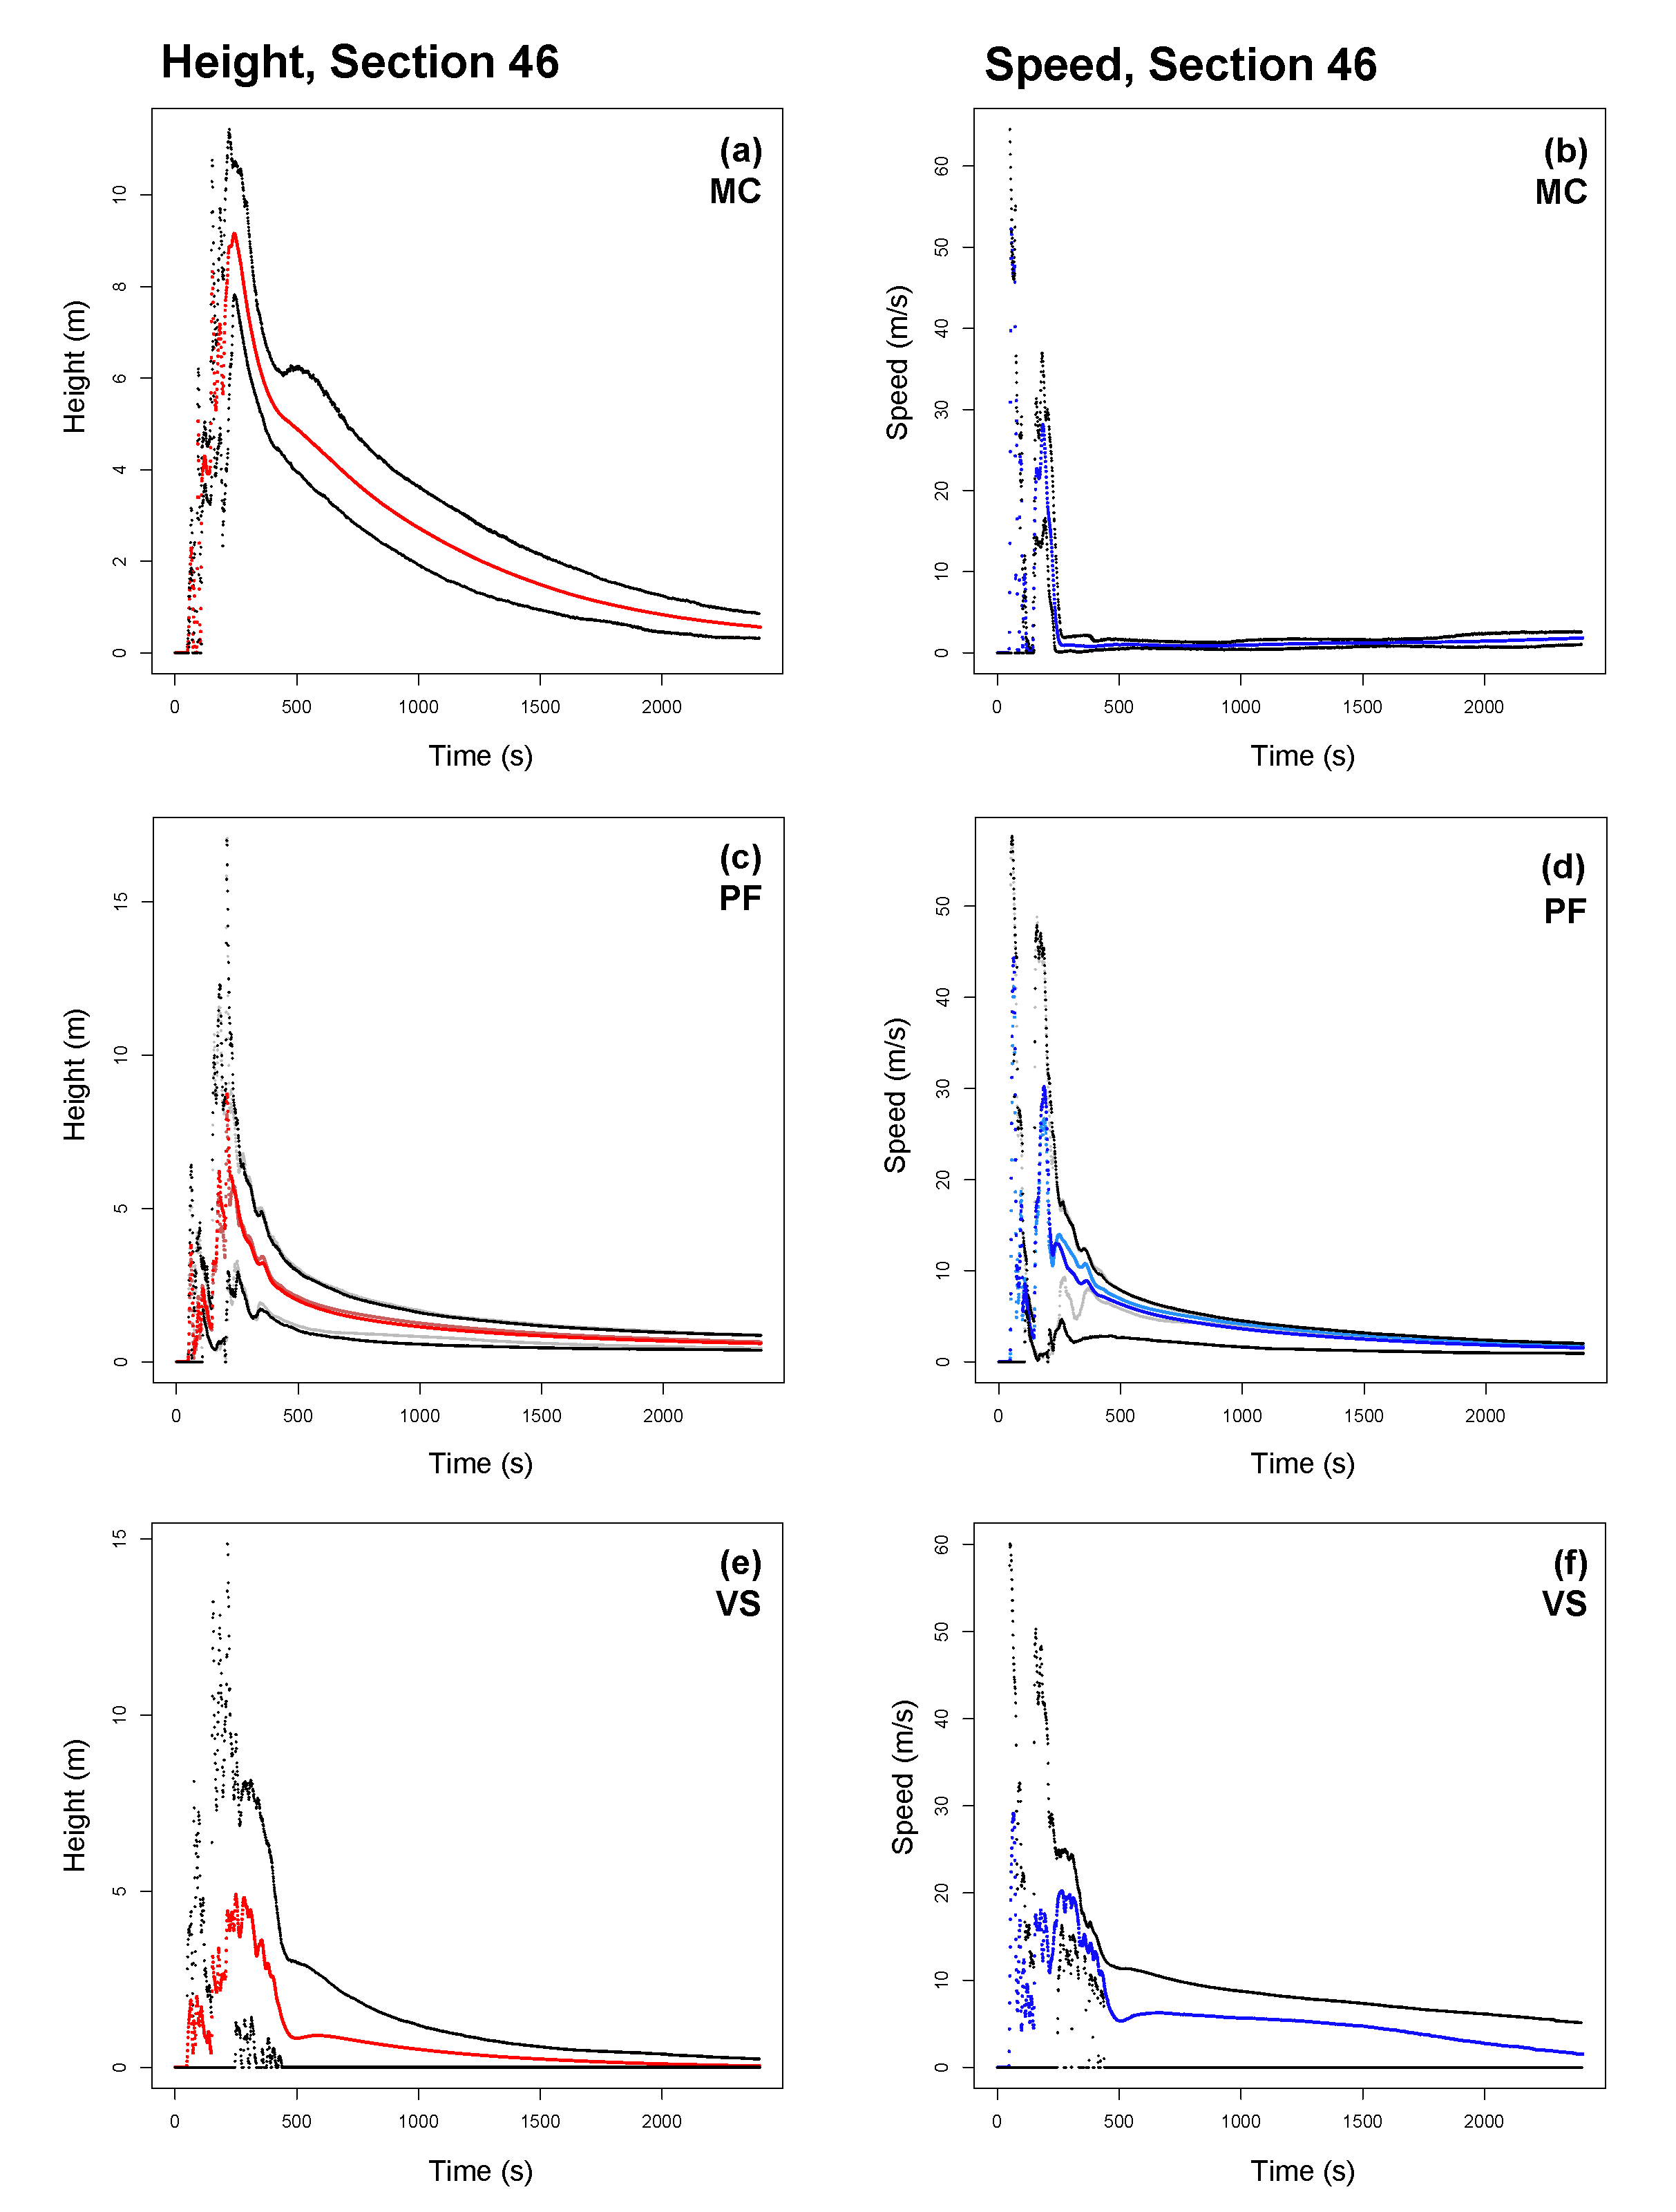 Height, Section 46
Speed, Section 46
(a)
MC
Height (m)
0 2 4 6 8 10
0 500 1000 1500 2000
Time (s)
(b)
MC
Speed (m/s)
0 10 20 30 40 50 60
0 500 1000 1500 2000
Time (s)
(c)
PF
Height (m)
0 5 10 15
0 500 1000 1500 2000
Time (s)
(d)
PF
Speed (m/s)
0 10 20 30 40 50
0 500 1000 1500 2000
Time (s)
(e)
VS
Height (m)
0 5 10 15
0 500 1000 1500 2000
Time (s)
(f)
VS
Speed (m/s)
0 10 20 30 40 50 60
0 500 1000 1500 2000
Time (s)